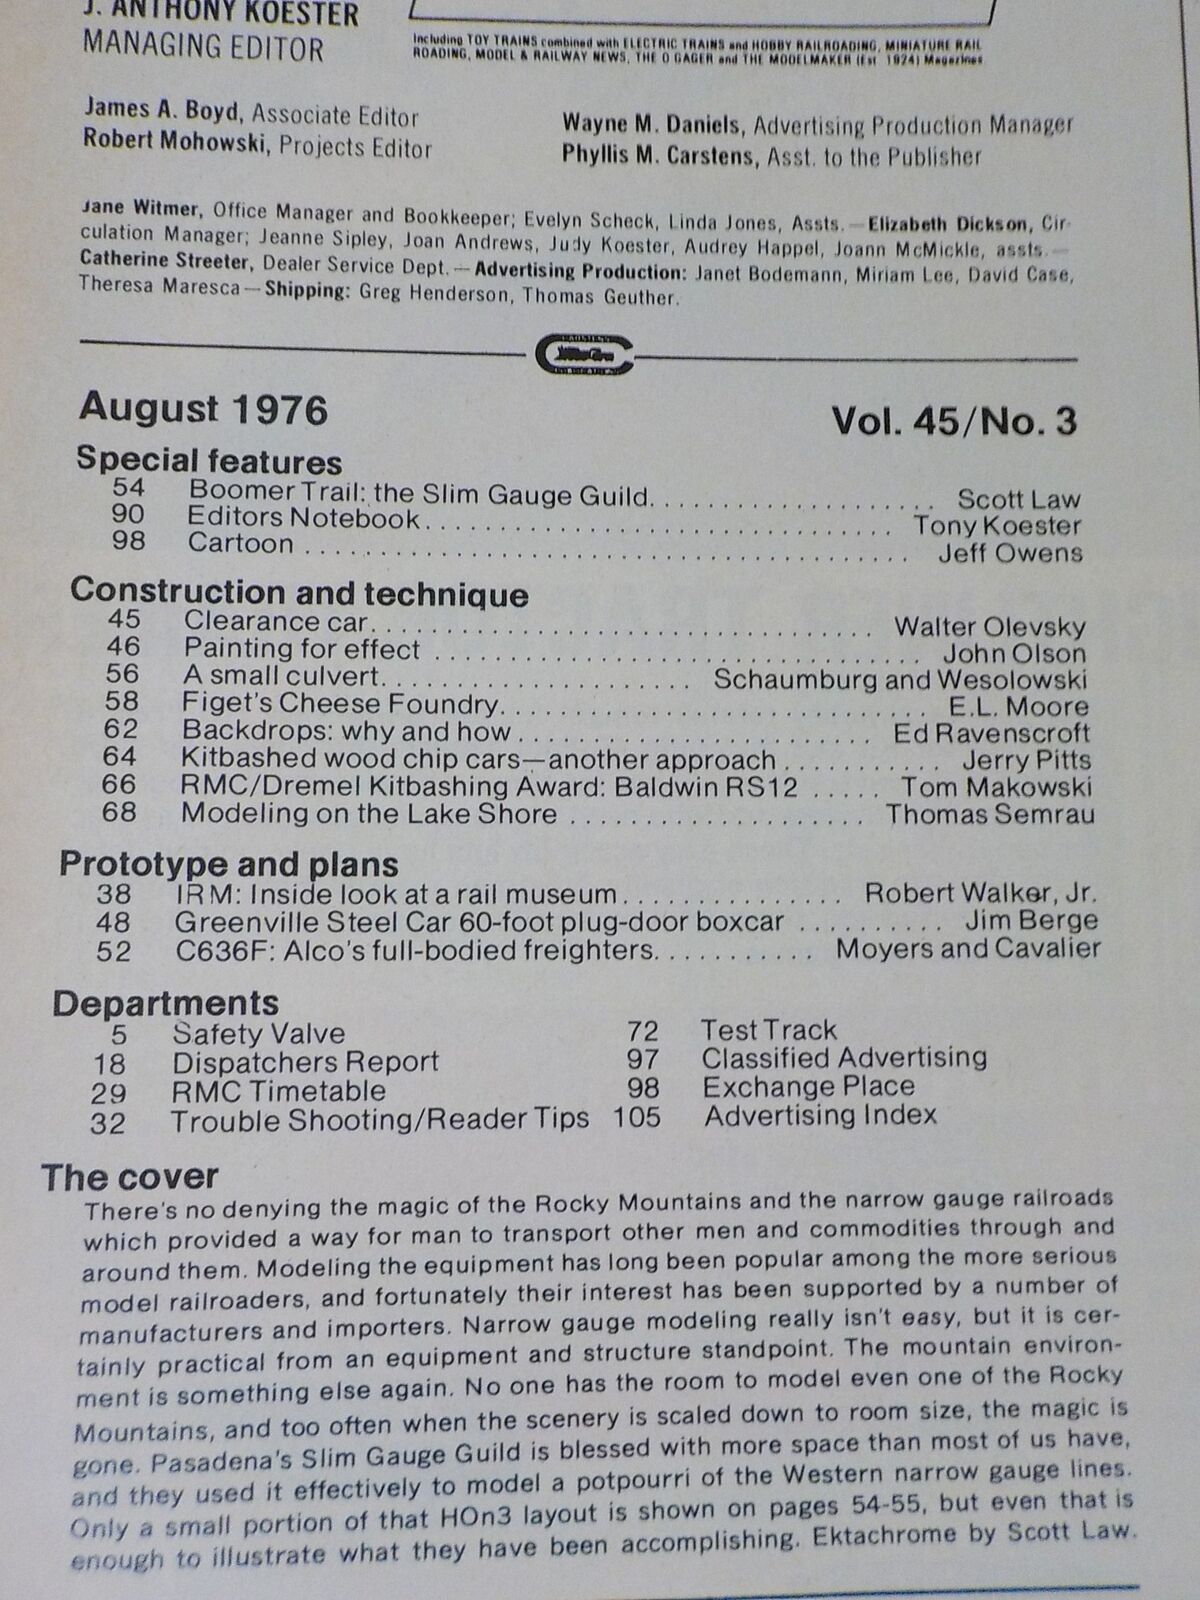 J. ANTHONY KOESTER
MANAGING EDITOR
Including TOY TRAINS combined with ELECTRIC TRAINS and HOBBY RAILROADING, MINIATURE RAIL
ROADING, MODEL & RAILWAY NEWS, THE O GAGER and THE MODELMAKER (Est. 1924) Magazines
James A. Boyd, Associate Editor
Robert Mohowski, Projects Editor
Wayne M. Daniels, Advertising Production Manager
Phyllis M. Carstens, Asst. to the Publisher
Jane Witmer, Office Manager and Bookkeeper; Evelyn Scheck, Linda Jones, Assts. — Elizabeth Dickson, Cir-
culation Manager; Jeanne Sipley, Joan Andrews, Judy Koester, Audrey Happel, Joann McMickle, assts. —
Catherine Streeter, Dealer Service Dept. — Advertising Production: Janet Bodemann, Miriam Lee, David Case,
Theresa Maresca — Shipping: Greg Henderson, Thomas Geuther.
August 1976 Vol. 45/No. 3
Special features
54 Boomer Trail: the Slim Gauge Guild. . . . . . . . . . . . . . . . . . . . Scott Law
90 Editors Notebook. . . . . . . . . . . . . . . . . . . . . . . . . . . . . . . . Tony Koester
98 Cartoon . . . . . . . . . . . . . . . . . . . . . . . . . . . . . . . . . . . . . . . . . Jeff Owens
Construction and technique
45 Clearance car. . . . . . . . . . . . . . . . . . . . . . . . . . . . . . . . . . Walter Olevsky
46 Painting for effect . . . . . . . . . . . . . . . . . . . . . . . . . . . . . . . . . John Olson
56 A small culvert. . . . . . . . . . . . . . . . . . . . . Schaumburg and Wesolowski
58 Figet's Cheese Foundry. . . . . . . . . . . . . . . . . . . . . . . . . . . . . E.L. Moore
62 Backdrops: why and how . . . . . . . . . . . . . . . . . . . . . . . . Ed Ravenscroft
64 Kitbashed wood chip cars—another approach . . . . . . . . . . . Jerry Pitts
66 RMC/Dremel Kitbashing Award: Baldwin RS12 . . . . . Tom Makowski
68 Modeling on the Lake Shore . . . . . . . . . . . . . . . . . . . . Thomas Semrau
Prototype and plans
38 IRM: Inside look at a rail museum. . . . . . . . . . . . . . . Robert Walker, Jr.
48 Greenville Steel Car 60-foot plug-door boxcar . . . . . . . . . . Jim Berge
52 C636F: Alco's full-bodied freighters. . . . . . . . . . . Moyers and Cavalier
Departments
5 Safety Valve
18 Dispatchers Report
29 RMC Timetable
32 Trouble Shooting/Reader Tips
72 Test Track
97 Classified Advertising
98 Exchange Place
105 Advertising Index
The cover
There's no denying the magic of the Rocky Mountains and the narrow gauge railroads
which provided a way for man to transport other men and commodities through and
around them. Modeling the equipment has long been popular among the more serious
model railroaders, and fortunately their interest has been supported by a number of
manufacturers and importers. Narrow gauge modeling really isn't easy, but it is cer-
tainly practical from an equipment and structure standpoint. The mountain environ-
ment is something else again. No one has the room to model even one of the Rocky
Mountains, and too often when the scenery is scaled down to room size, the magic is
gone. Pasadena's Slim Gauge Guild is blessed with more space than most of us have,
and they used it effectively to model a potpourri of the Western narrow gauge lines.
Only a small portion of that HOn3 layout is shown on pages 54-55, but even that is
enough to illustrate what they have been accomplishing. Ektachrome by Scott Law.